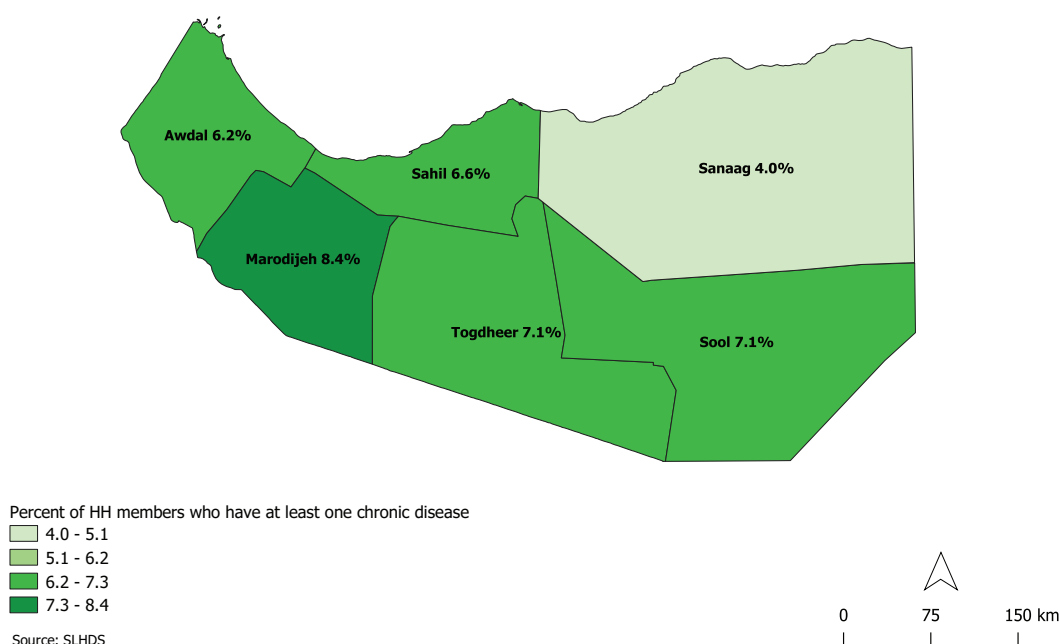 Awdal 6.2%
Sahil 6.6%
Sanaag 4.0%
Marodijeh 8.4%
Togdheer 7.1%
Sool 7.1%
Percent of HH members who have at least one chronic disease
4.0 - 5.1
5.1 - 6.2
6.2 - 7.3
7.3 - 8.4
0 75 150 km
Source: SLHDS